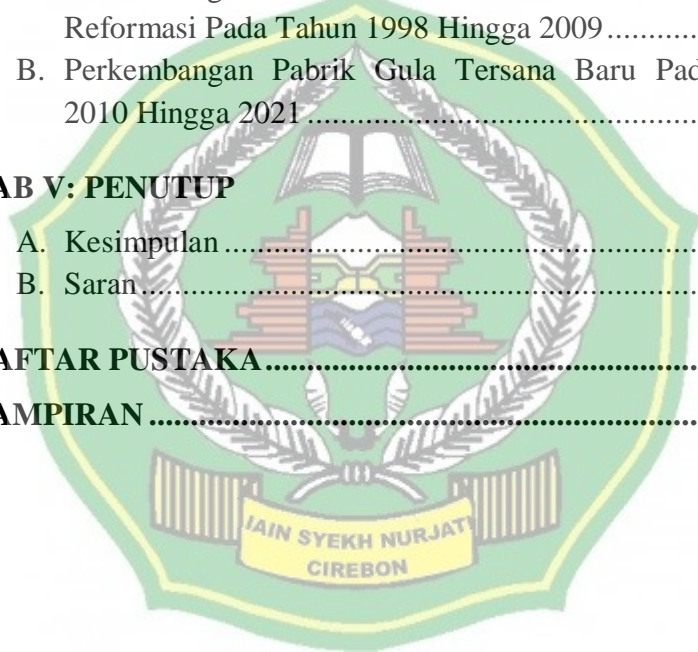 Reformasi Pada Tahun 1998 Hingga 2009............
B. Perkembangan Pabrik Gula Tersana Baru Pad
2010 Hingga 2021............
AB V: PENUTUP
A. Kesimpulan............
B. Saran............
AFTAR PUSTAKA............
AMPIRAN............
IAIN SYEKH NURJATI
CIREBON